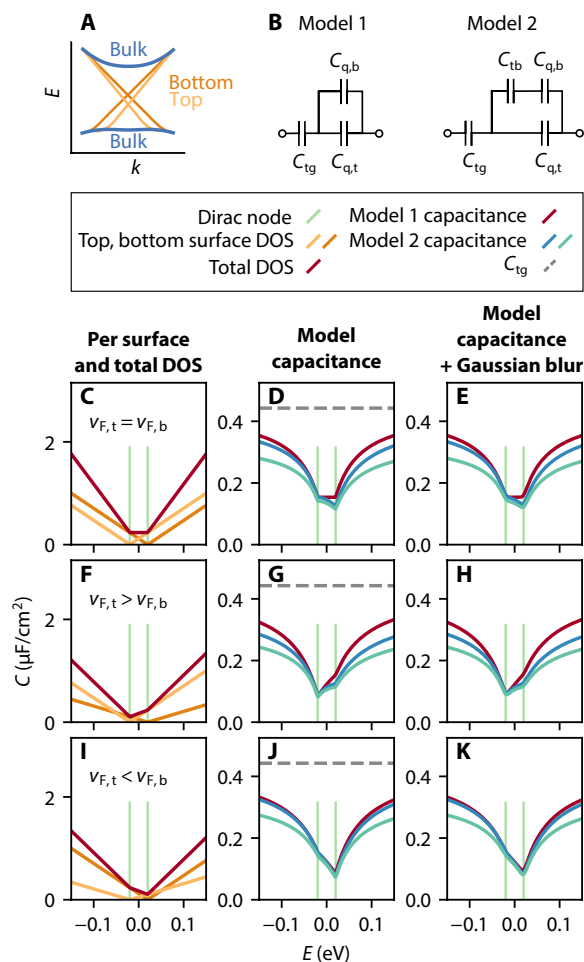 A
E
Bulk
Bottom
Top
Bulk
k
B
Model 1
Model 2
C_q,b
C_tg
C_q,t
C_tb
C_q,b
C_tg
C_q,t
Dirac node
Top, bottom surface DOS
Total DOS
Model 1 capacitance
Model 2 capacitance
C_tg
Per surface
and total DOS
Model
capacitance
Model
capacitance
+ Gaussian blur
C
v_F,t = v_F,b
2
0
D
0.4
0.2
0.0
E
0.4
0.2
0.0
F
v_F,t > v_F,b
2
0
G
0.4
0.2
0.0
H
0.4
0.2
0.0
C (μF/cm²)
I
v_F,t < v_F,b
2
0
−0.1 0.0 0.1
J
0.4
0.2
0.0
−0.1 0.0 0.1
K
0.4
0.2
0.0
−0.1 0.0 0.1
E (eV)